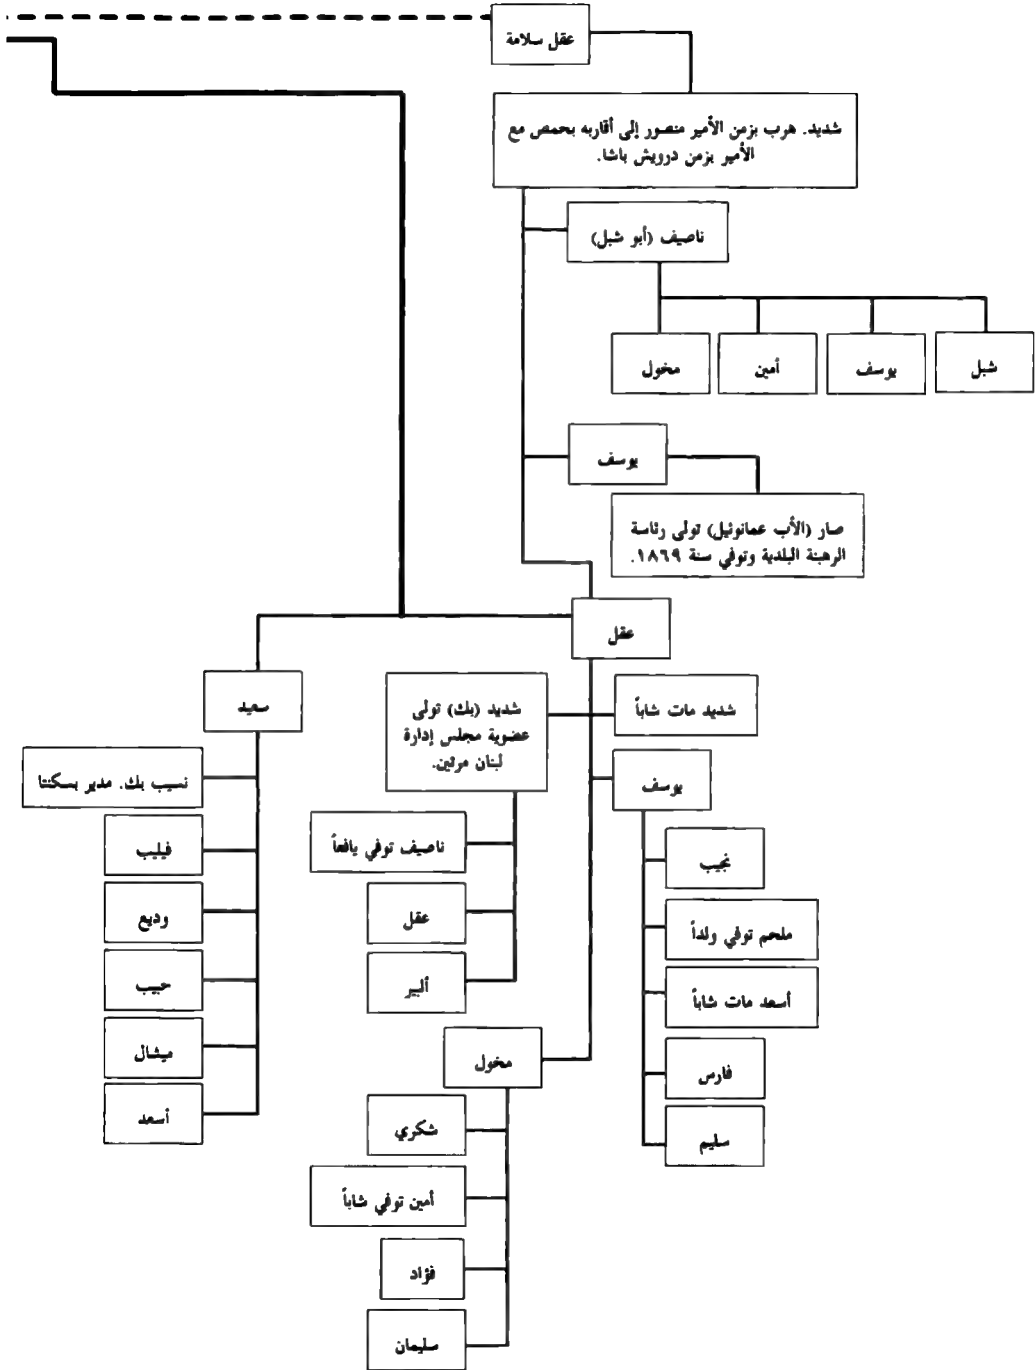 عقل سلامة
شديد. هرب بزمن الأمير منصور إلى أقاربه بحمص مع
الأمير بزمن درويش باشا.
ناصيف (أبو شبل)
شبل
يوسف
أمين
مخول
يوسف
صار (الأب عمانوئيل) تولى رئاسة
الرهبنة البلدية وتوفي سنة ١٨٦٩.
عقل
شديد مات شاباً
شديد (بك) تولى
عضوية مجلس إدارة
لبنان مرتين.
سعيد
يوسف
نجيب
ملحم توفي ولداً
أسعد مات شاباً
فارس
سليم
ناصيف توفي يافعاً
عقل
ألبير
مخول
شكري
أمين توفي شاباً
فؤاد
سليمان
نسيب بك. مدير بسكنتا
فيليب
وديع
حبيب
ميشال
أسعد